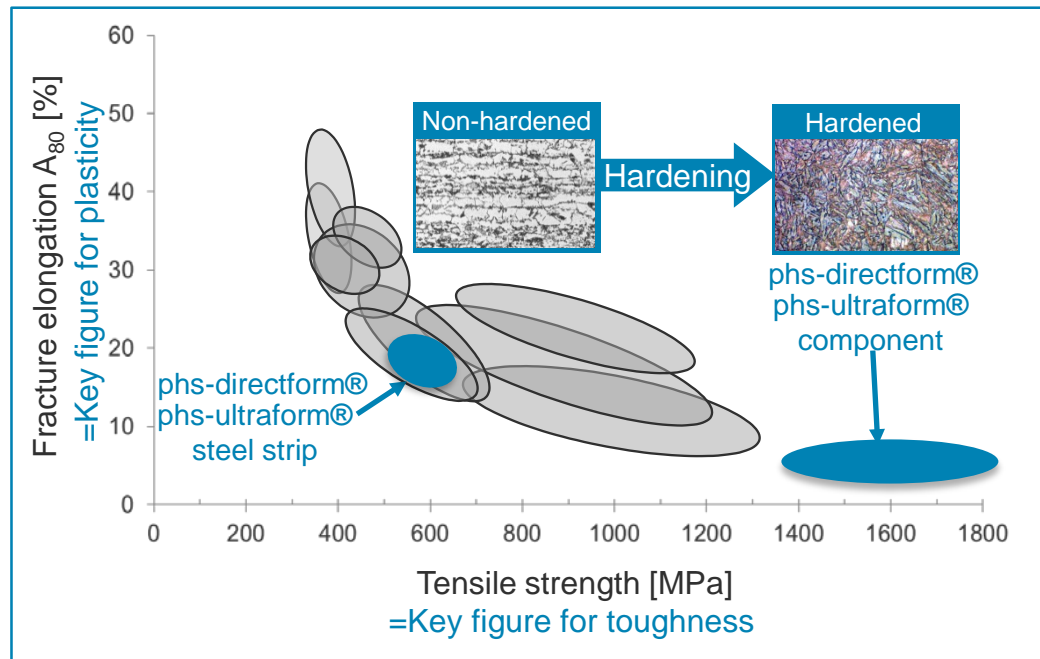 Fracture elongation A80 [%]
=Key figure for plasticity
60
50
40
30
20
10
0
Non-hardened
Hardening
Hardened
phs-directform®
phs-ultraform®
component
phs-directform®
phs-ultraform®
steel strip
0
200
400
600
800
1000
1200
1400
1600
1800
Tensile strength [MPa]
=Key figure for toughness